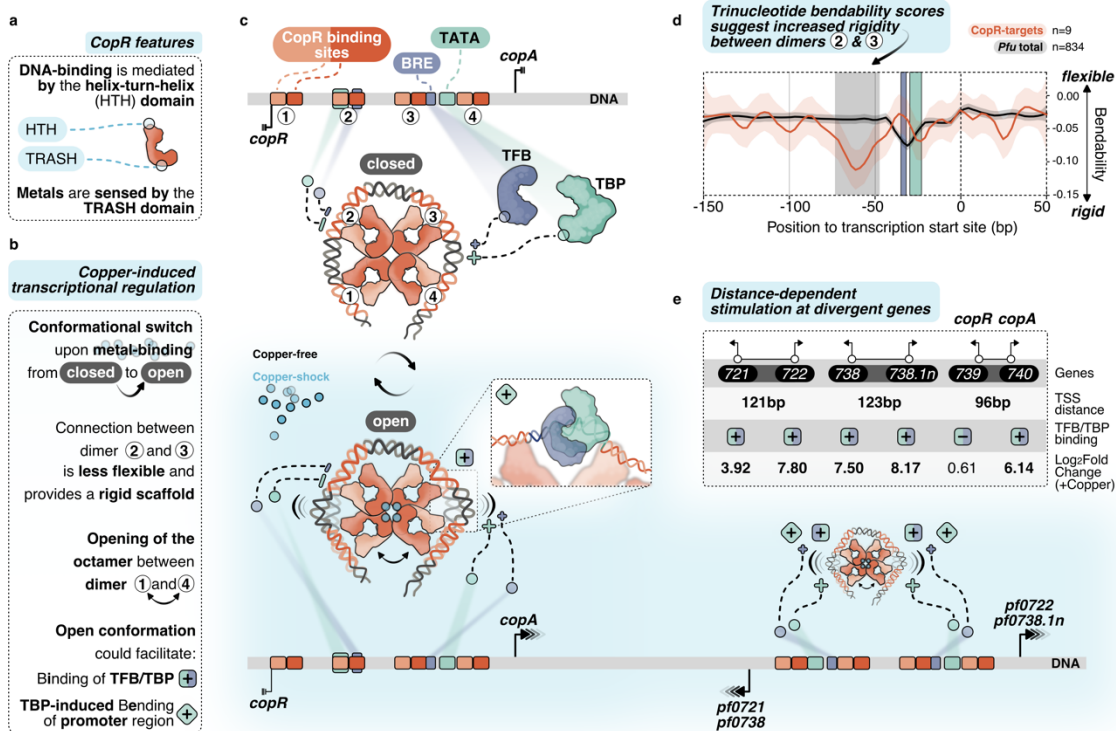 a
CopR features
DNA-binding is mediated
by the helix-turn-helix
(HTH) domain
HTH
TRASH
Metals are sensed by the
TRASH domain
b
Copper-induced
transcriptional regulation
Conformational switch
upon metal-binding
from closed to open
Connection between
dimer 2 and 3
is less flexible and
provides a rigid scaffold
Opening of the
octamer between
dimer 1 and 4
Open conformation
could facilitate:
Binding of TFB/TBP +
TBP-induced Bending
of promoter region +
c
CopR binding
sites
TATA
BRE
copA
DNA
1
2
3
4
copR
closed
TFB
TBP
2
3
1
4
Copper-free
Copper-shock
open
copA
copR
d
Trinucleotide bendability scores
suggest increased rigidity
between dimers 2 & 3
CopR-targets n=9
Pfu total n=834
flexible
0.00
-0.05
-0.10
-0.15
Bendability
rigid
-150 -100 -50 0 50
Position to transcription start site (bp)
e
Distance-dependent
stimulation at divergent genes
copR copA
721 722 738 738.1n 739 740 Genes
121bp 123bp 96bp TSS
distance
+ + + + − + TFB/TBP
binding
3.92 7.80 7.50 8.17 0.61 6.14 Log₂Fold
Change
(+Copper)
pf0722
pf0738.1n
DNA
pf0721
pf0738